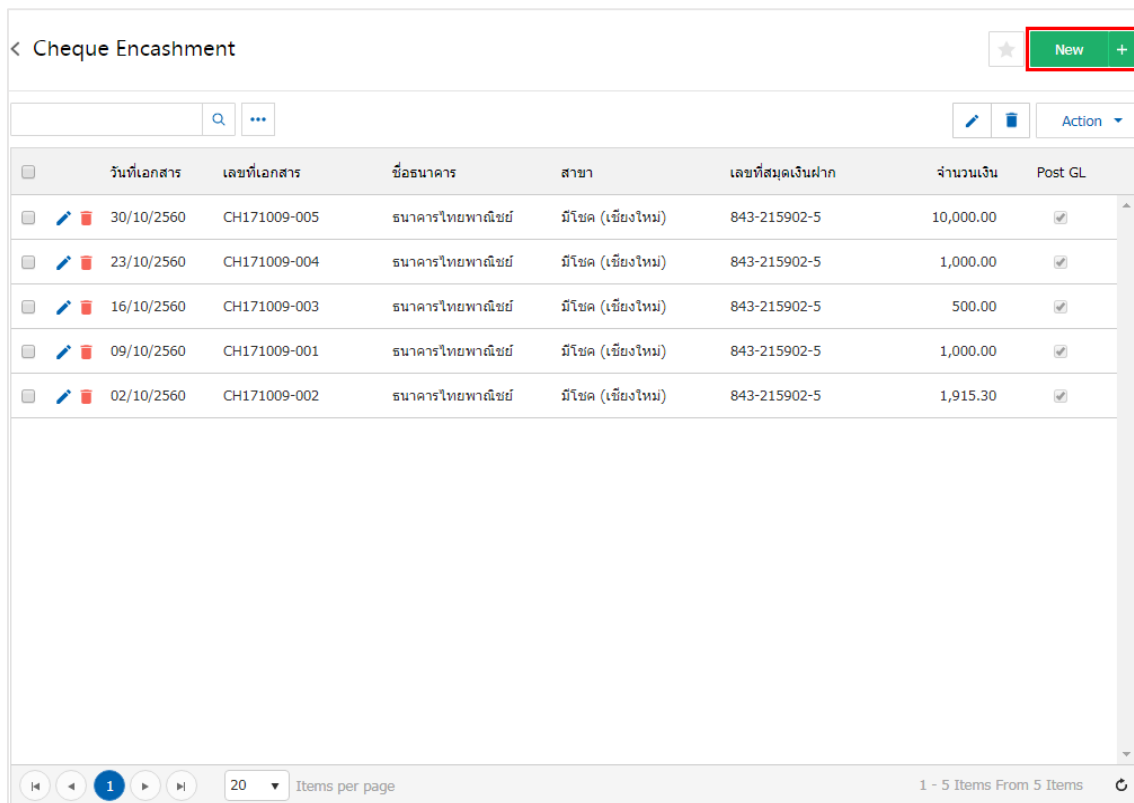 Cheque Encashment
New +
Action
วันที่เอกสาร เลขที่เอกสาร ชื่อธนาคาร สาขา เลขที่สมุดเงินฝาก จำนวนเงิน Post GL
30/10/2560 CH171009-005 ธนาคารไทยพาณิชย์ มีโชค (เชียงใหม่) 843-215902-5 10,000.00
23/10/2560 CH171009-004 ธนาคารไทยพาณิชย์ มีโชค (เชียงใหม่) 843-215902-5 1,000.00
16/10/2560 CH171009-003 ธนาคารไทยพาณิชย์ มีโชค (เชียงใหม่) 843-215902-5 500.00
09/10/2560 CH171009-001 ธนาคารไทยพาณิชย์ มีโชค (เชียงใหม่) 843-215902-5 1,000.00
02/10/2560 CH171009-002 ธนาคารไทยพาณิชย์ มีโชค (เชียงใหม่) 843-215902-5 1,915.30
1 20 Items per page 1 - 5 Items From 5 Items